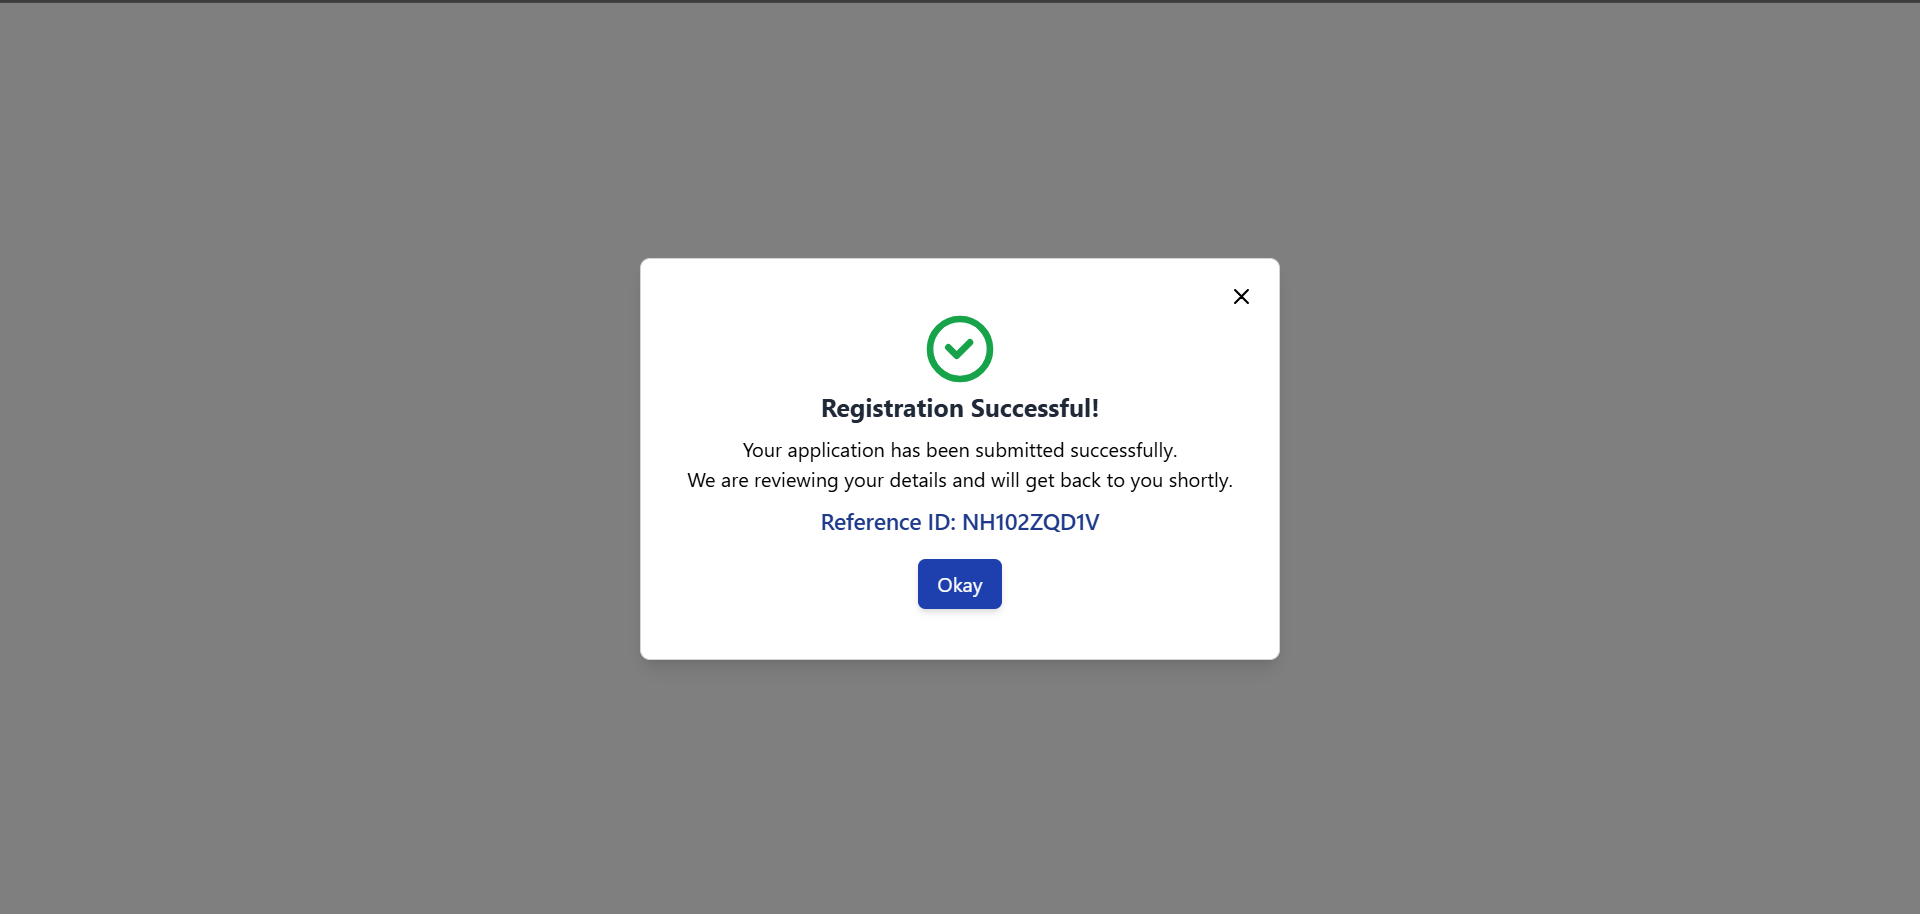 Registration Successful!
Your application has been submitted successfully.
We are reviewing your details and will get back to you shortly.
Reference ID: NH102ZQD1V
Okay